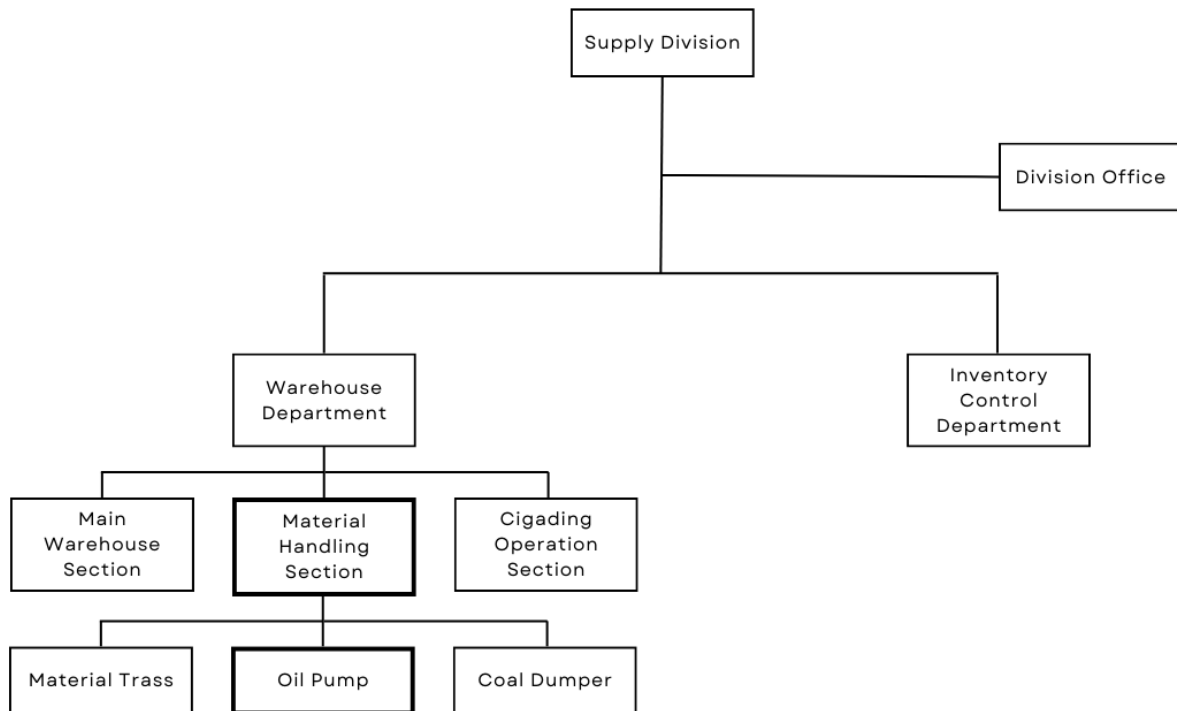 Supply Division
Division Office
Warehouse
Department
Inventory
Control
Department
Main
Warehouse
Section
Material
Handling
Section
Cigading
Operation
Section
Material Trass
Oil Pump
Coal Dumper